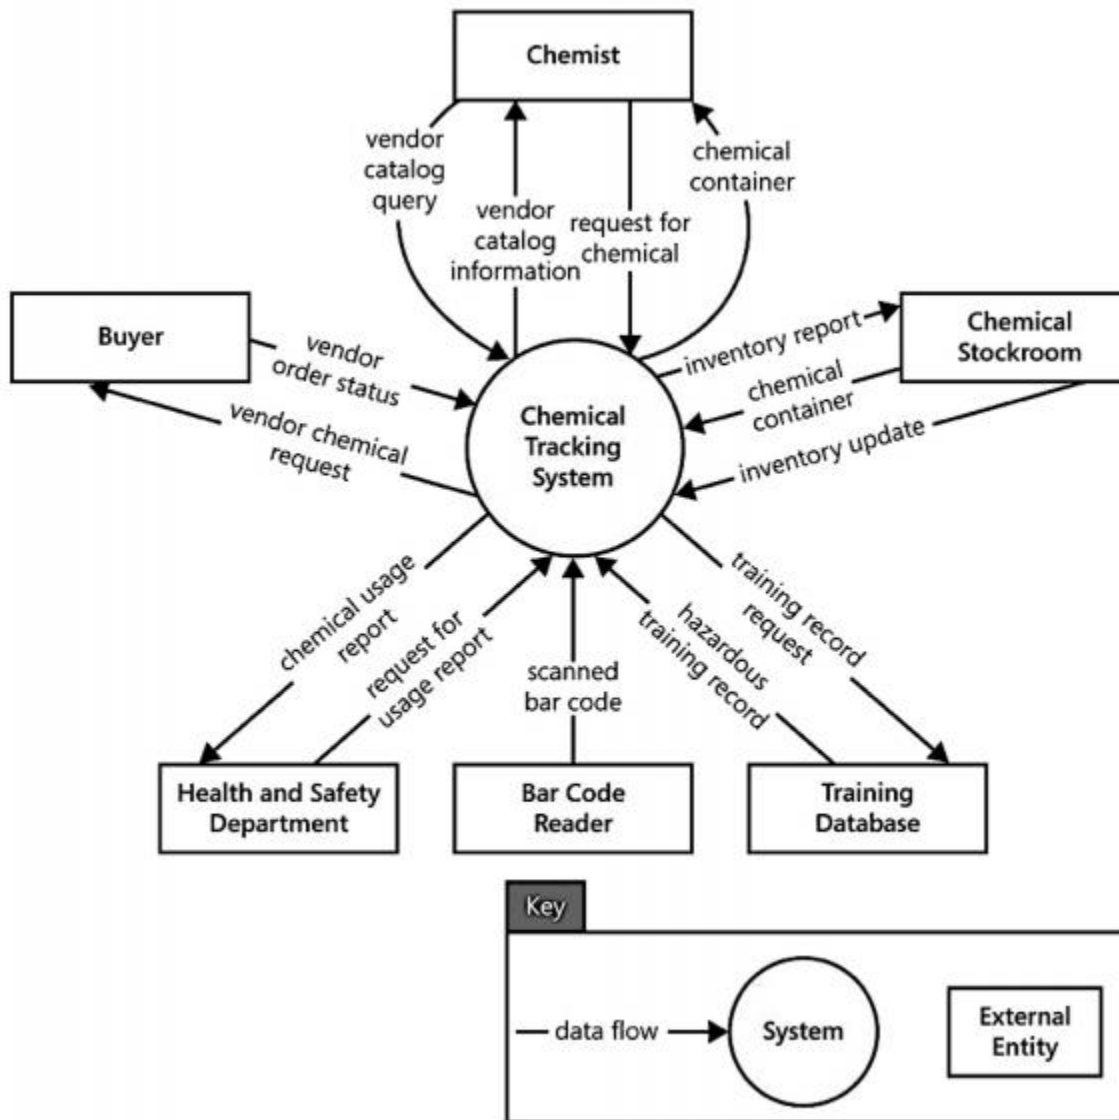 Chemist
vendor
catalog
query
vendor
catalog
information
request for
chemical
chemical
container
Buyer
vendor
order status
vendor chemical
request
Chemical
Tracking
System
inventory report
chemical
container
inventory update
Chemical
Stockroom
chemical usage
report
request for
usage report
scanned
bar code
hazardous
training record
training record
request
Health and Safety
Department
Bar Code
Reader
Training
Database
Key
data flow
System
External
Entity